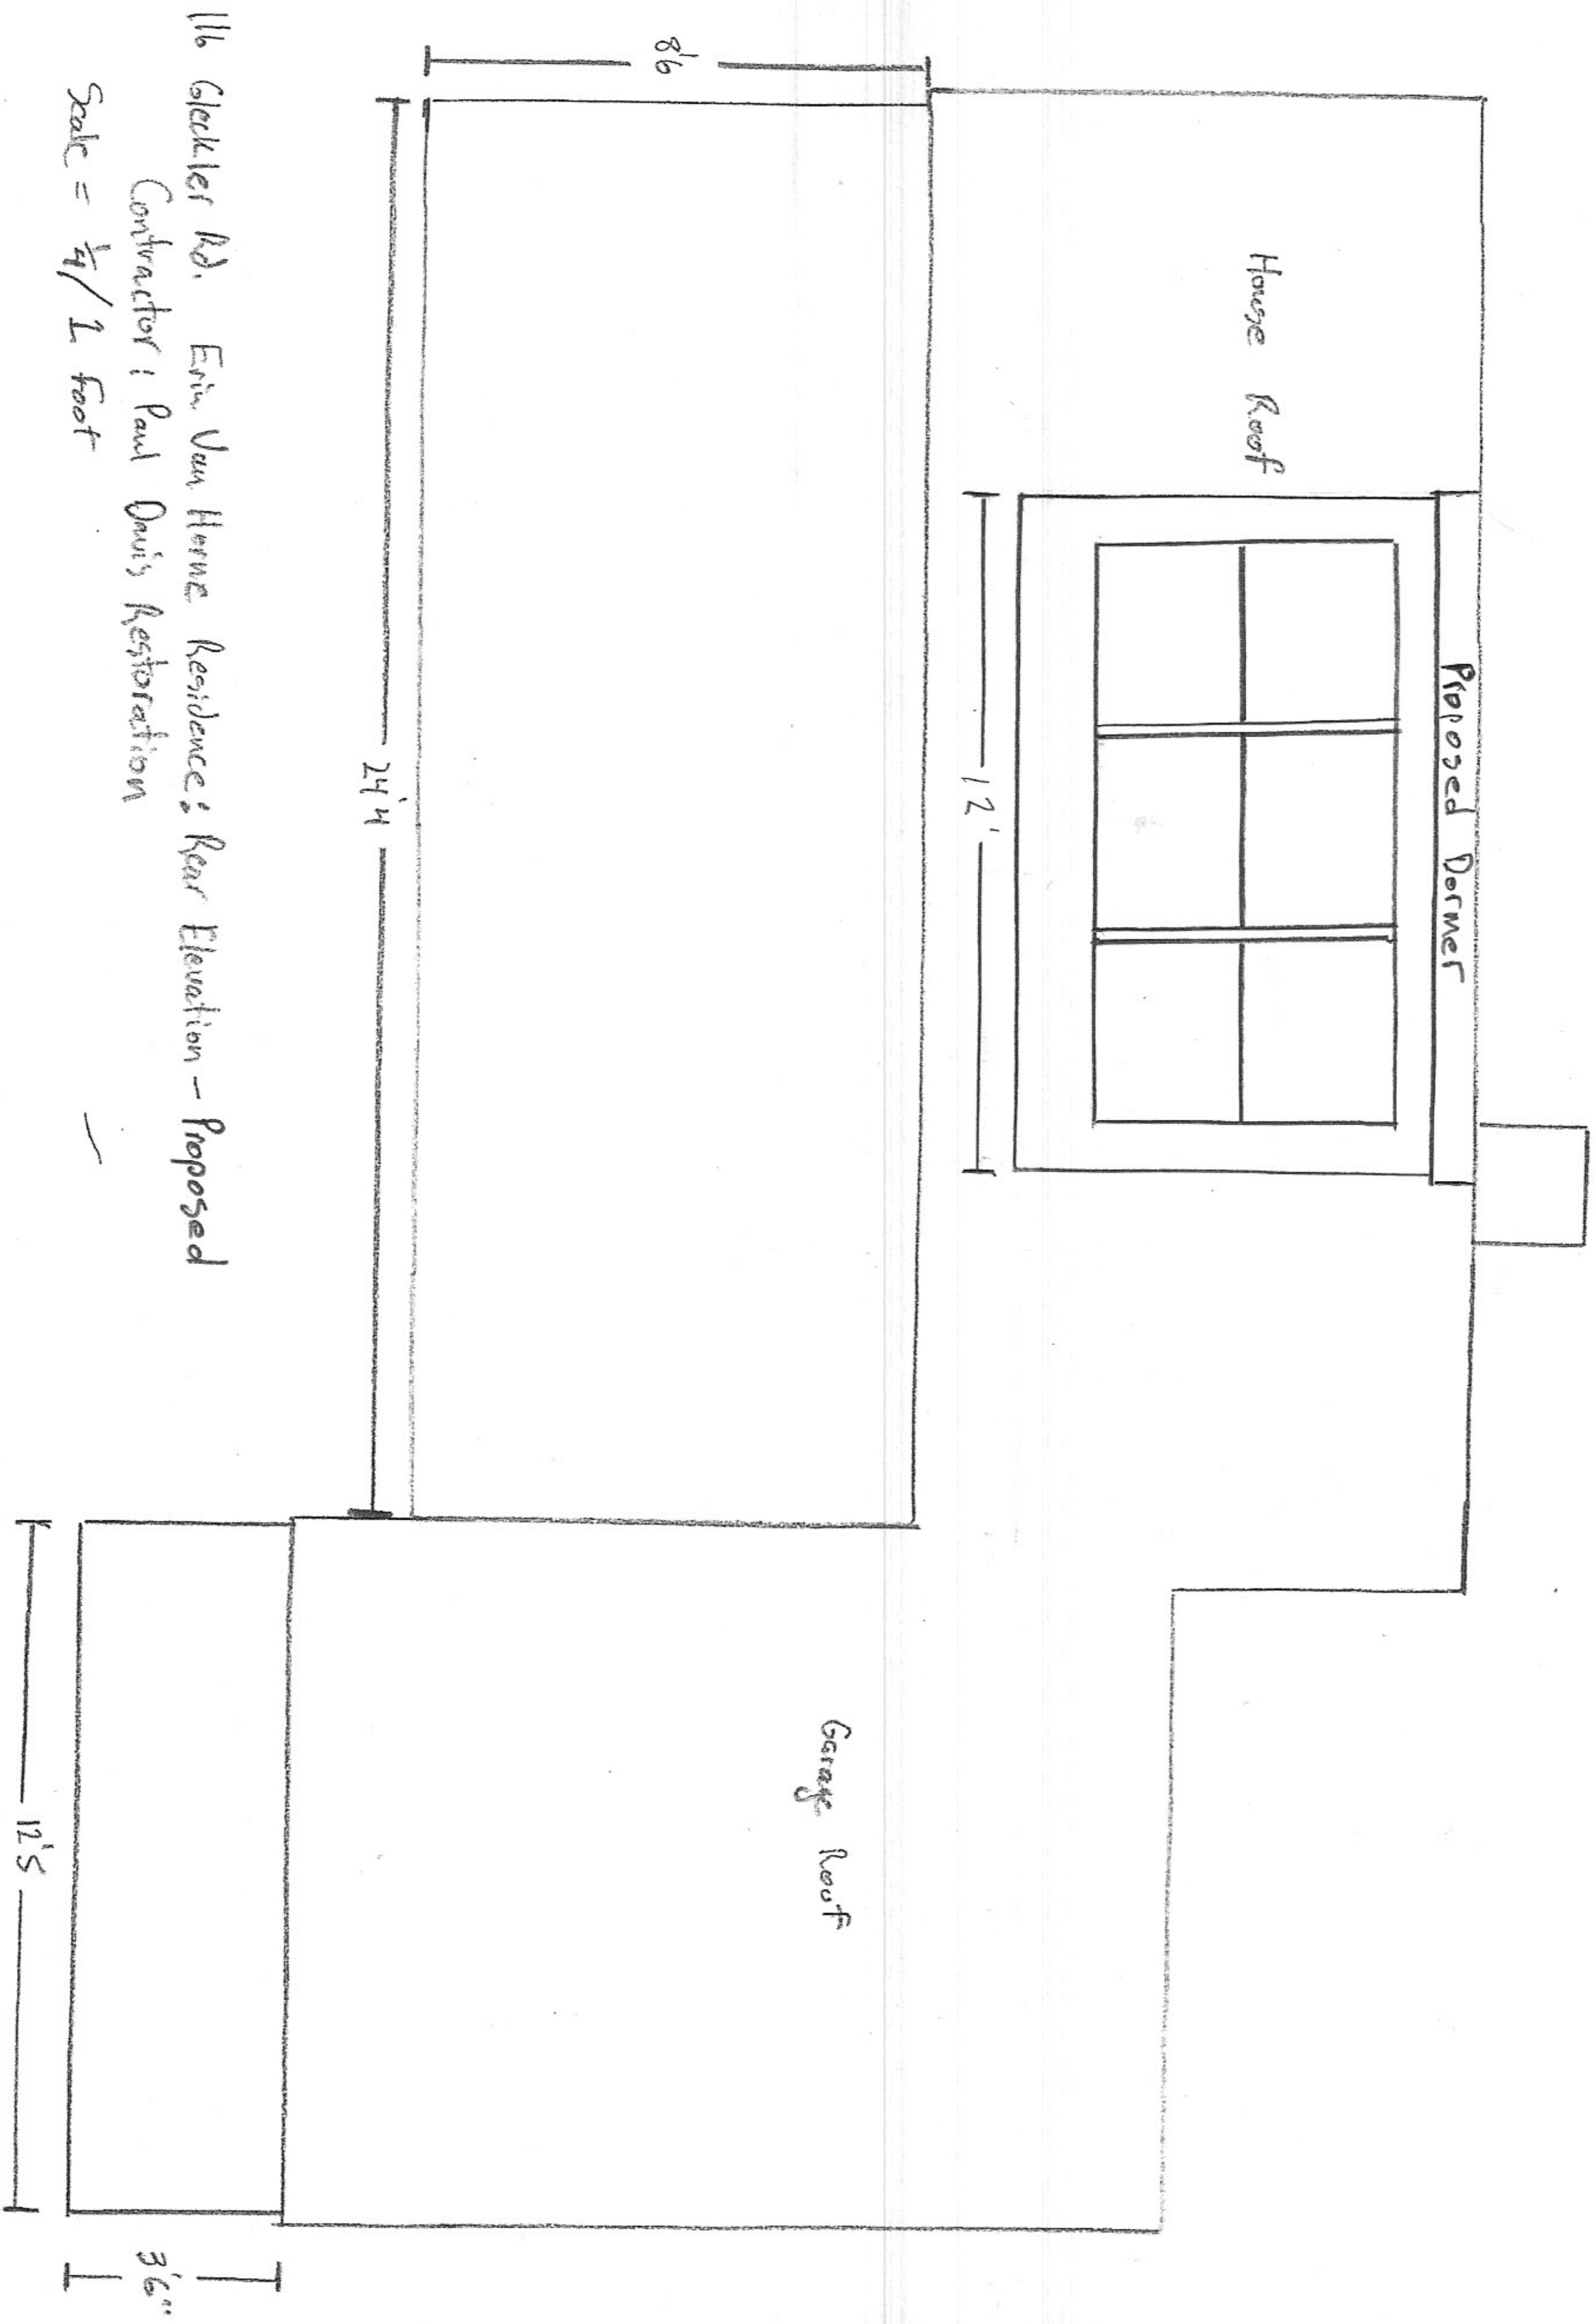 Proposed Dormer
House Roof
12'
8'6
24'4
Garage Roof
3'6"
12'5
116 Gleckler Rd. Erin Van Horne Residence: Rear Elevation - Proposed
Contractor: Paul Davis Restoration
Scale = 1/4 / 1 Foot